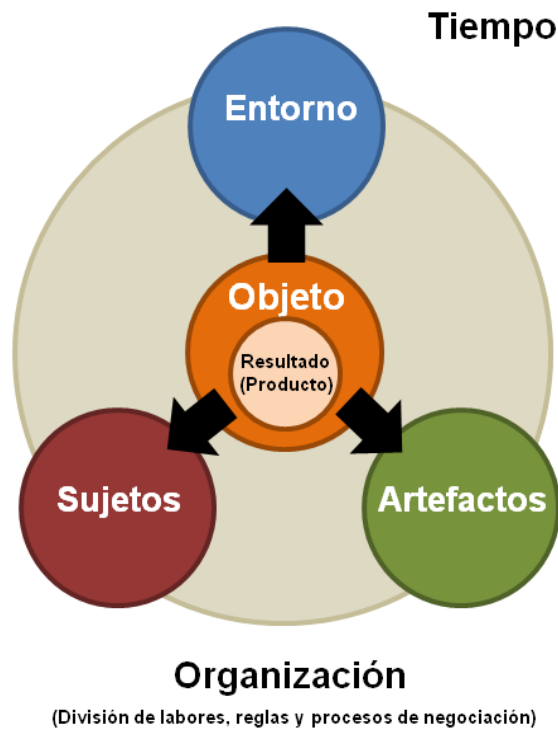 Tiempo
Entorno
Objeto
Resultado
(Producto)
Sujetos
Artefactos
Organización
(División de labores, reglas y procesos de negociación)